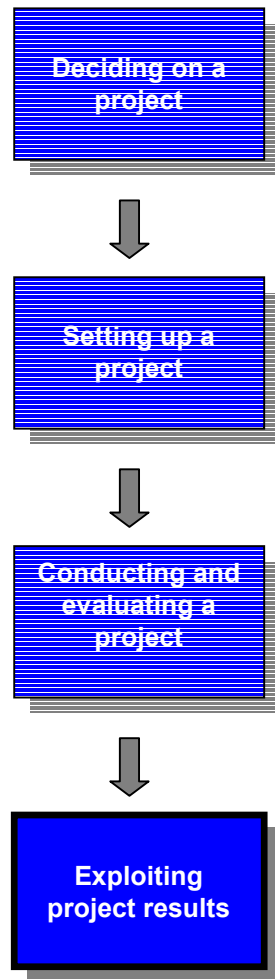 Deciding on a
project
Setting up a
project
Conducting and
evaluating a
project
Exploiting
project results